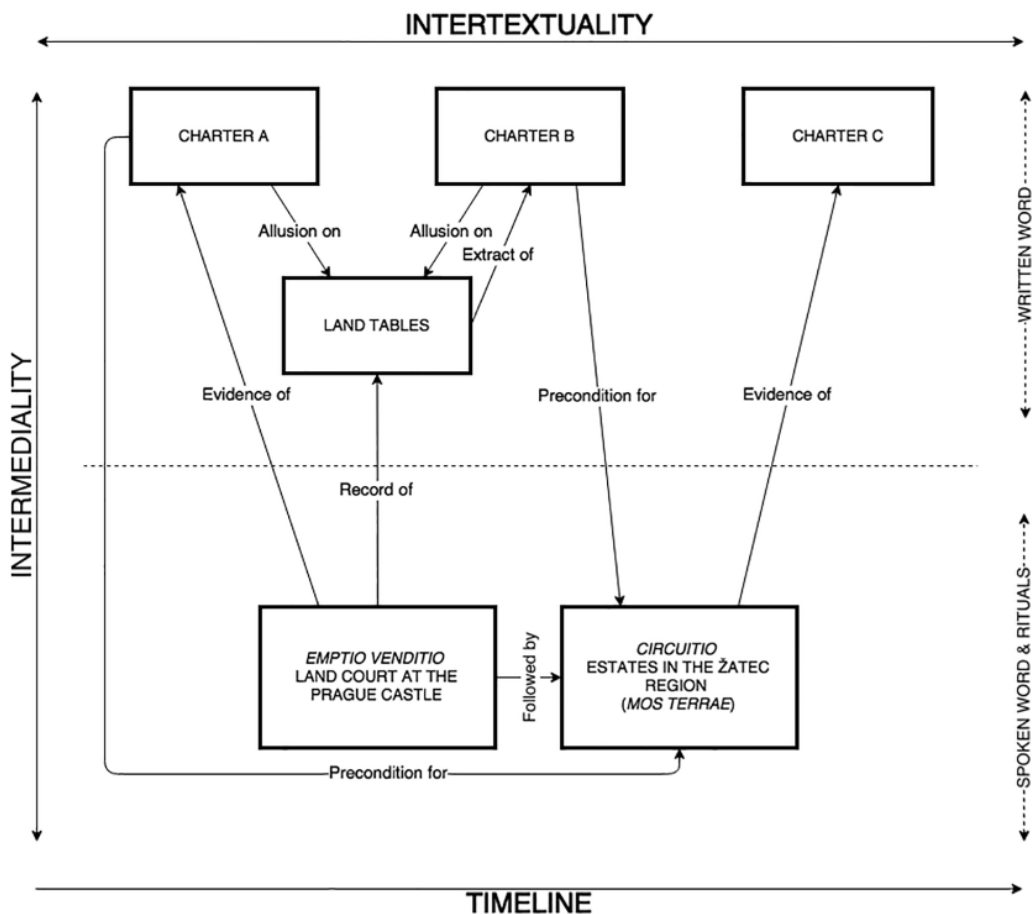 INTERTEXTUALITY
CHARTER A
CHARTER B
CHARTER C
Allusion on
Allusion on
Extract of
LAND TABLES
WRITTEN WORD
INTERMEDIALITY
Evidence of
Precondition for
Evidence of
Record of
EMPTIO VENDITIO
LAND COURT AT THE
PRAGUE CASTLE
Followed by
CIRCUITIO
ESTATES IN THE ŽATEC
REGION
(MOS TERRAE)
SPOKEN WORD & RITUALS
Precondition for
TIMELINE